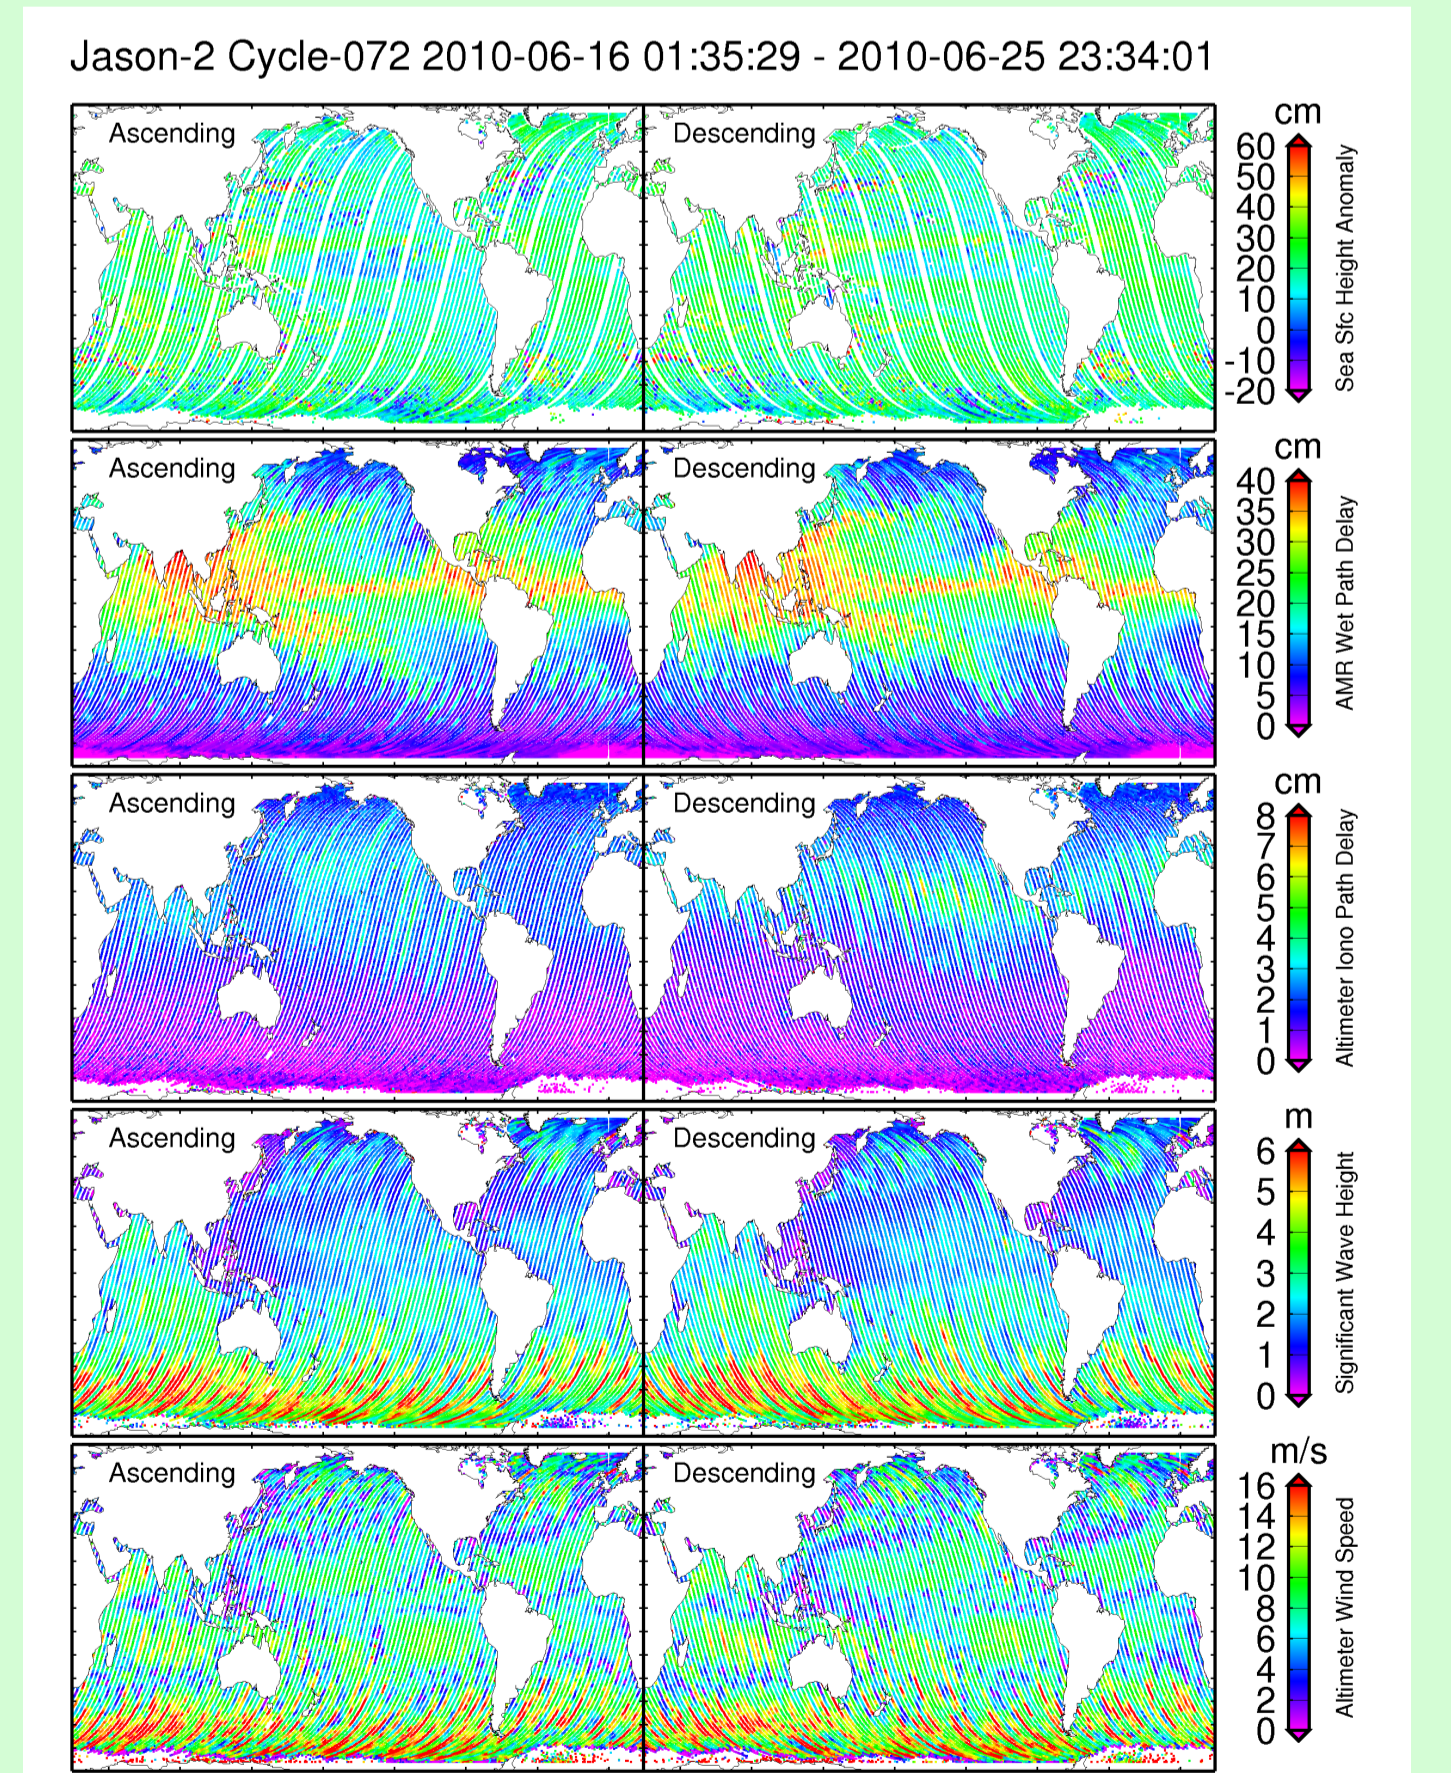 Jason-2 Cycle-072 2010-06-16 01:35:29 - 2010-06-25 23:34:01
Ascending
Descending
cm
60
50
40
30
20
10
0
-10
-20
Sea Sfc Height Anomaly
Ascending
Descending
cm
40
35
30
25
20
15
10
5
0
AMR Wet Path Delay
Ascending
Descending
cm
8
7
6
5
4
3
2
1
0
Altimeter Iono Path Delay
Ascending
Descending
m
6
5
4
3
2
1
0
Significant Wave Height
Ascending
Descending
m/s
16
14
12
10
8
6
4
2
0
Altimeter Wind Speed